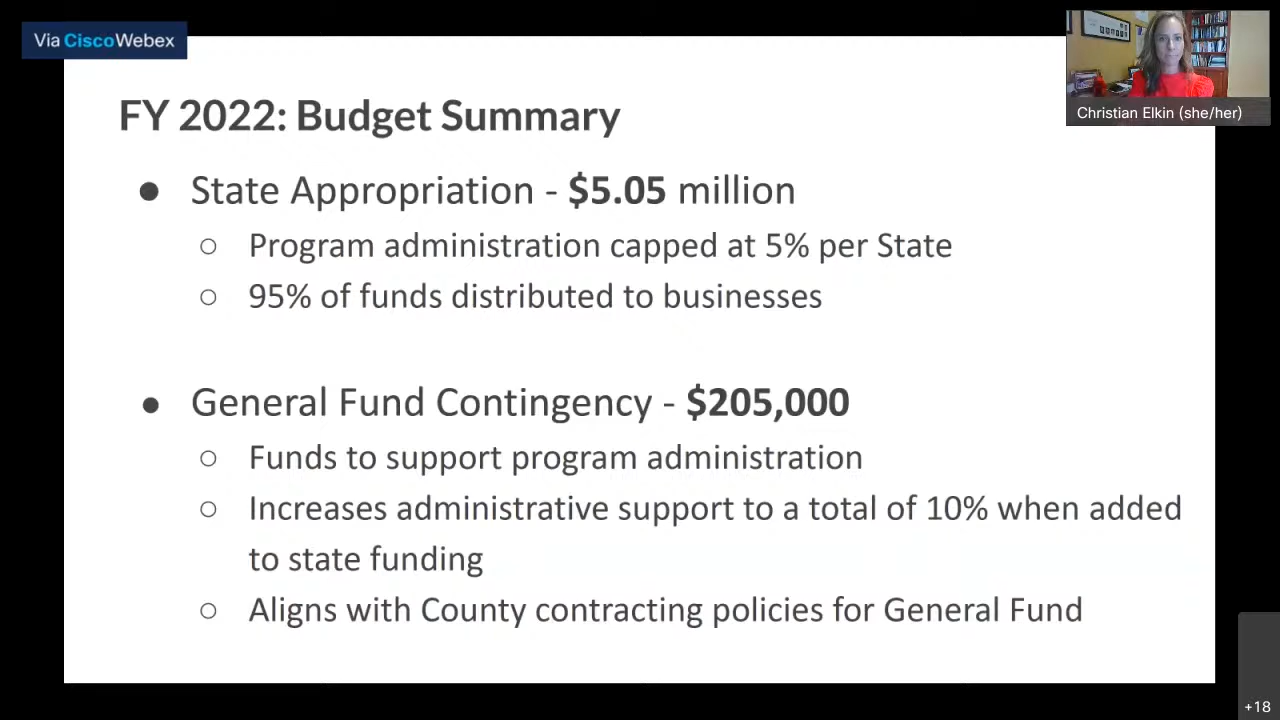 Via CiscoWebex
Christian Elkin (she/her)
FY 2022: Budget Summary
● State Appropriation - $5.05 million
○ Program administration capped at 5% per State
○ 95% of funds distributed to businesses
● General Fund Contingency - $205,000
○ Funds to support program administration
○ Increases administrative support to a total of 10% when added
to state funding
○ Aligns with County contracting policies for General Fund
+18